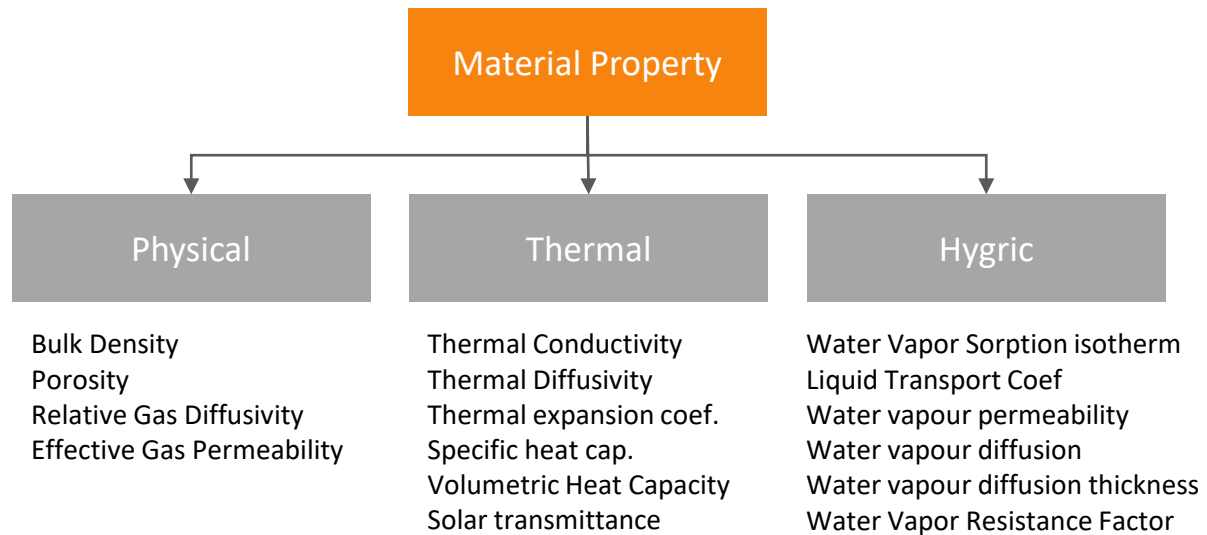 Material Property
Physical
Thermal
Hygric
Bulk Density
Porosity
Relative Gas Diffusivity
Effective Gas Permeability
Thermal Conductivity
Thermal Diffusivity
Thermal expansion coef.
Specific heat cap.
Volumetric Heat Capacity
Solar transmittance
Water Vapor Sorption isotherm
Liquid Transport Coef
Water vapour permeability
Water vapour diffusion
Water vapour diffusion thickness
Water Vapor Resistance Factor